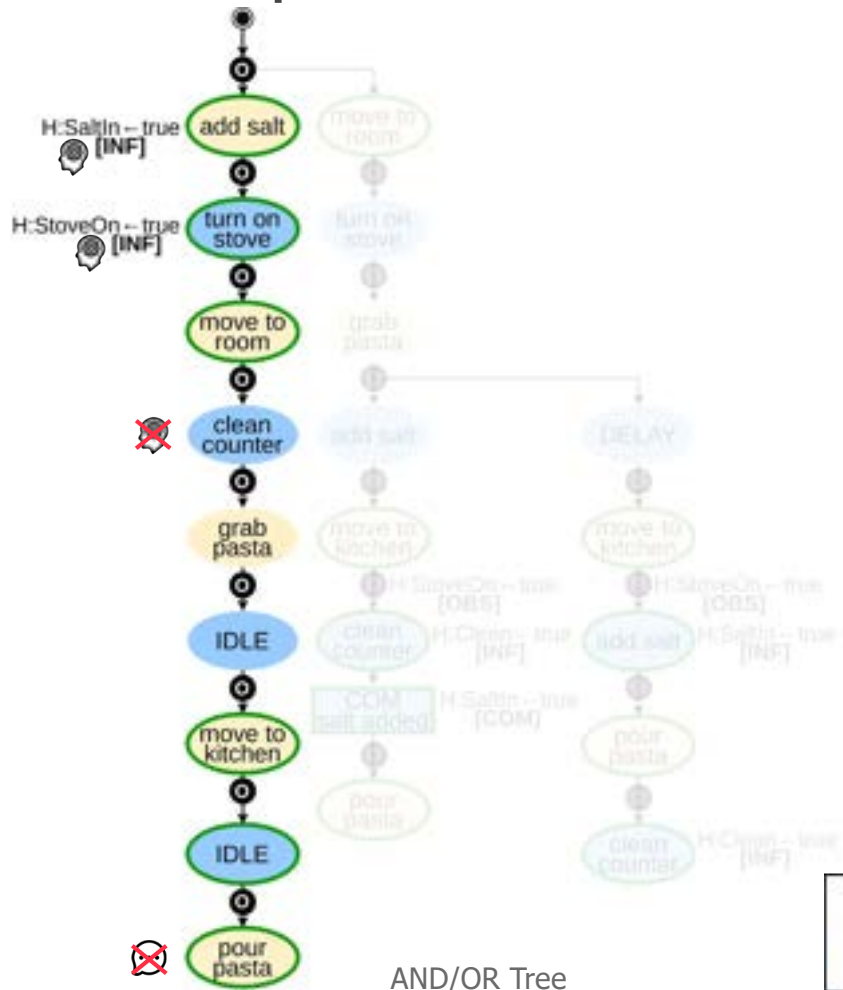 H:SaltIn←true
[INF]
add salt
move to
room
H:StoveOn←true
[INF]
turn on
stove
turn on
stove
move to
room
grab
pasta
clean
counter
add salt
DELAY
grab
pasta
move to
kitchen
move to
kitchen
H:StoveOn←true
[OBS]
H:StoveOn←true
[OBS]
IDLE
clean
counter
H:Clean←true
[INF]
add salt
H:SaltIn←true
[INF]
COM
salt added
H:SaltIn←true
[COM]
move to
kitchen
pour
pasta
pour
pasta
IDLE
clean
counter
H:Clean←true
[INF]
pour
pasta
AND/OR Tree